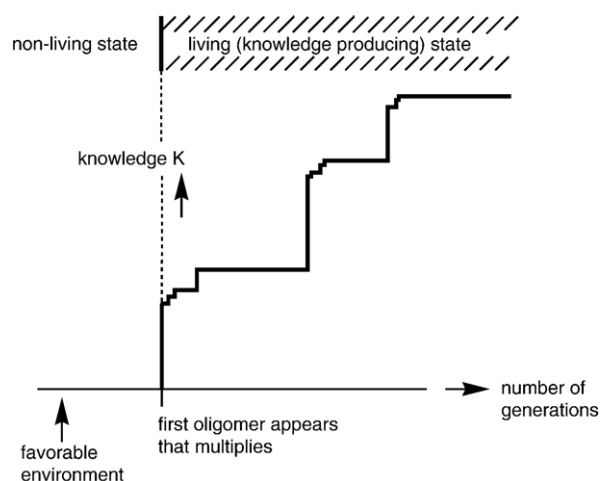 non-living state
living (knowledge producing) state
knowledge K
number of
generations
first oligomer appears
that multiplies
favorable
environment